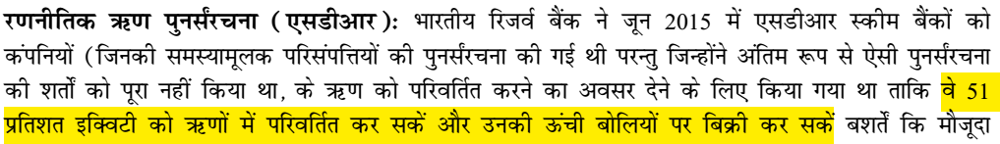 रणनीतिक ऋण पुनर्संरचना (एसडीआर): भारतीय रिजर्व बैंक ने जून 2015 में एसडीआर स्कीम बैंकों को
कंपनियों (जिनकी समस्यामूलक परिसंपत्तियों की पुनर्संरचना की गई थी परन्तु जिन्होंने अंतिम रूप से ऐसी पुनर्संरचना
की शर्तों को पूरा नहीं किया था, के ऋण को परिवर्तित करने का अवसर देने के लिए किया गया था ताकि वे 51
प्रतिशत इक्विटी को ऋणों में परिवर्तित कर सकें और उनकी ऊंची बोलियों पर बिक्री कर सकें बशर्तें कि मौजूदा